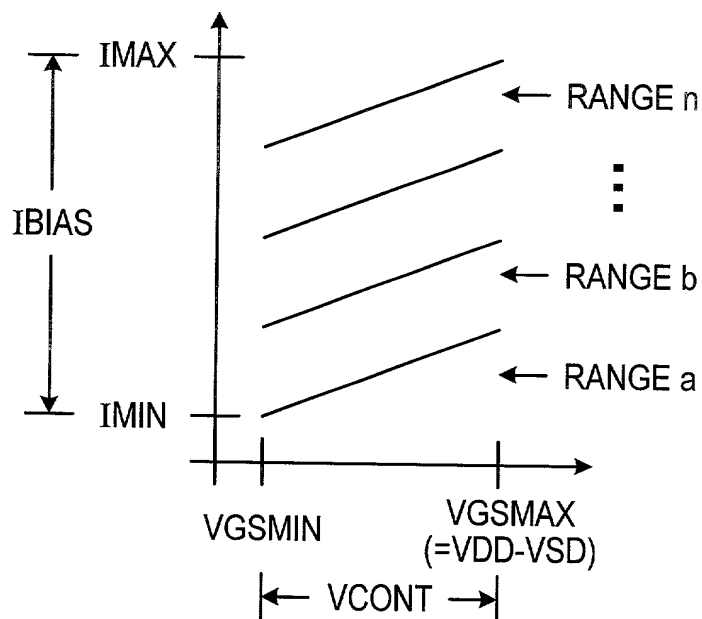 IMAX
RANGE n
IBIAS
RANGE b
RANGE a
IMIN
VGSMIN
VGSMAX
(=VDD-VSD)
VCONT